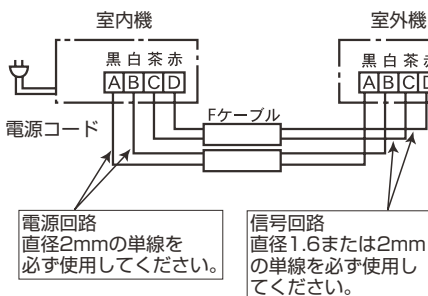 室内機
室外機
黒 白 茶 赤
黒 白 茶
A B C D
A B C
電源コード
Fケーブル
電源回路
直径2mmの単線を
必ず使用してください。
信号回路
直径1.6または2mm
の単線を必ず使用し
てください。